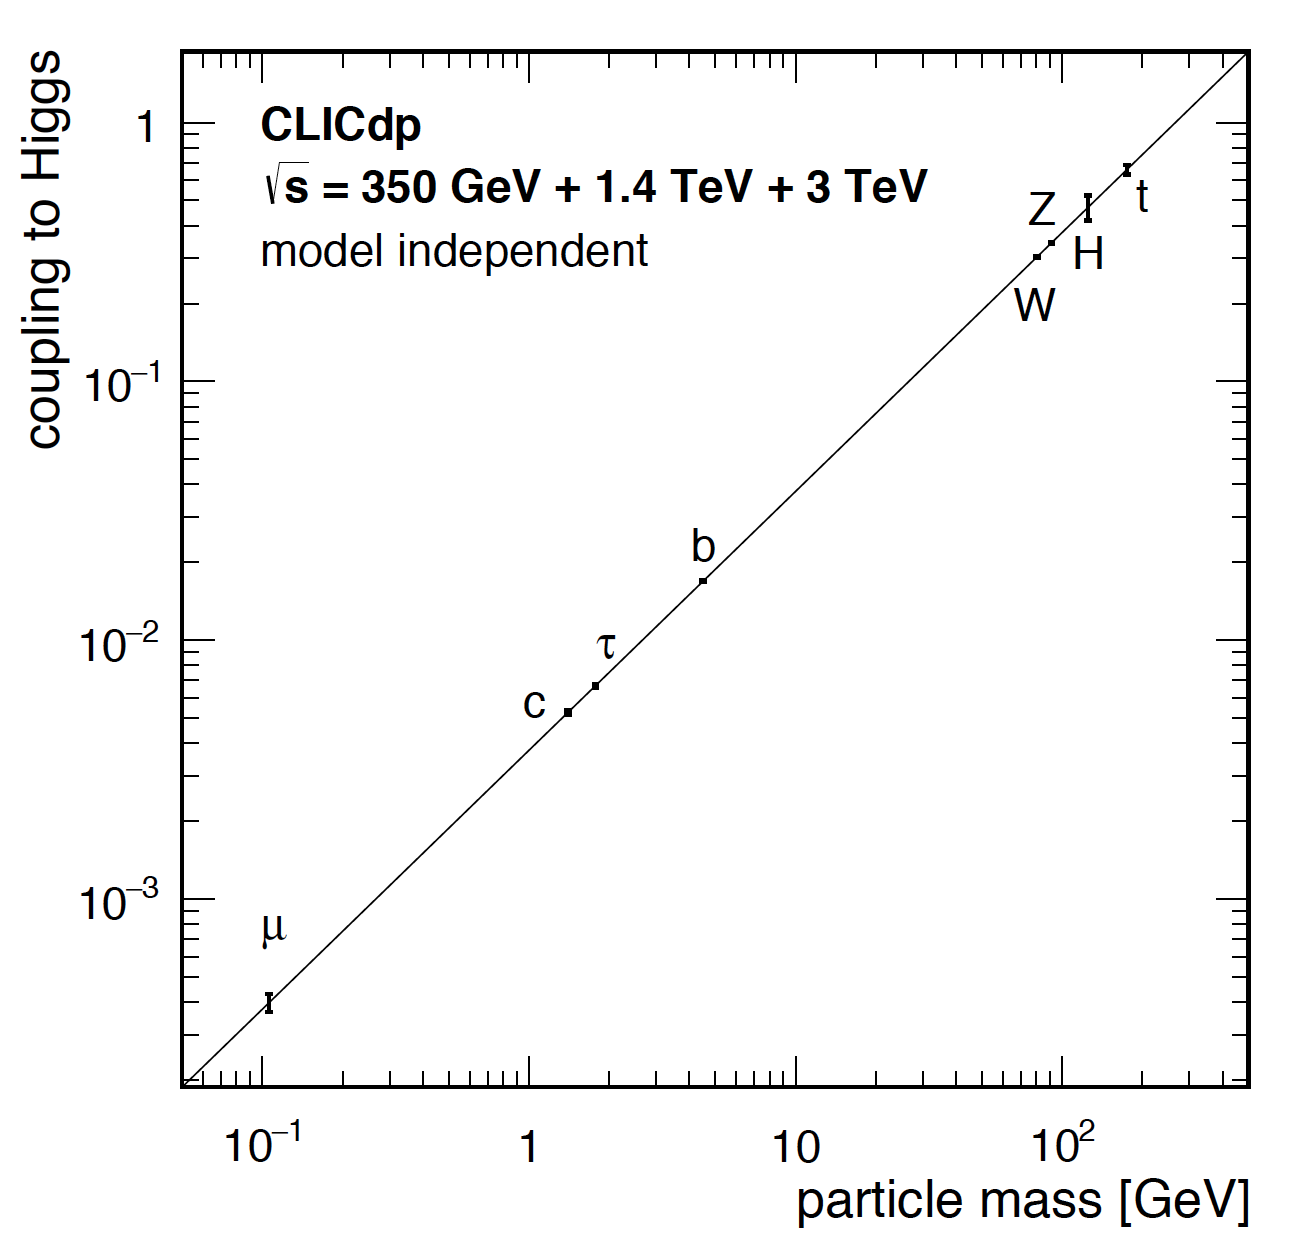 coupling to Higgs
CLICdp
√s = 350 GeV + 1.4 TeV + 3 TeV
model independent
1
10⁻¹
10⁻²
10⁻³
t
Z
H
W
b
τ
c
μ
10⁻¹
1
10
10²
particle mass [GeV]